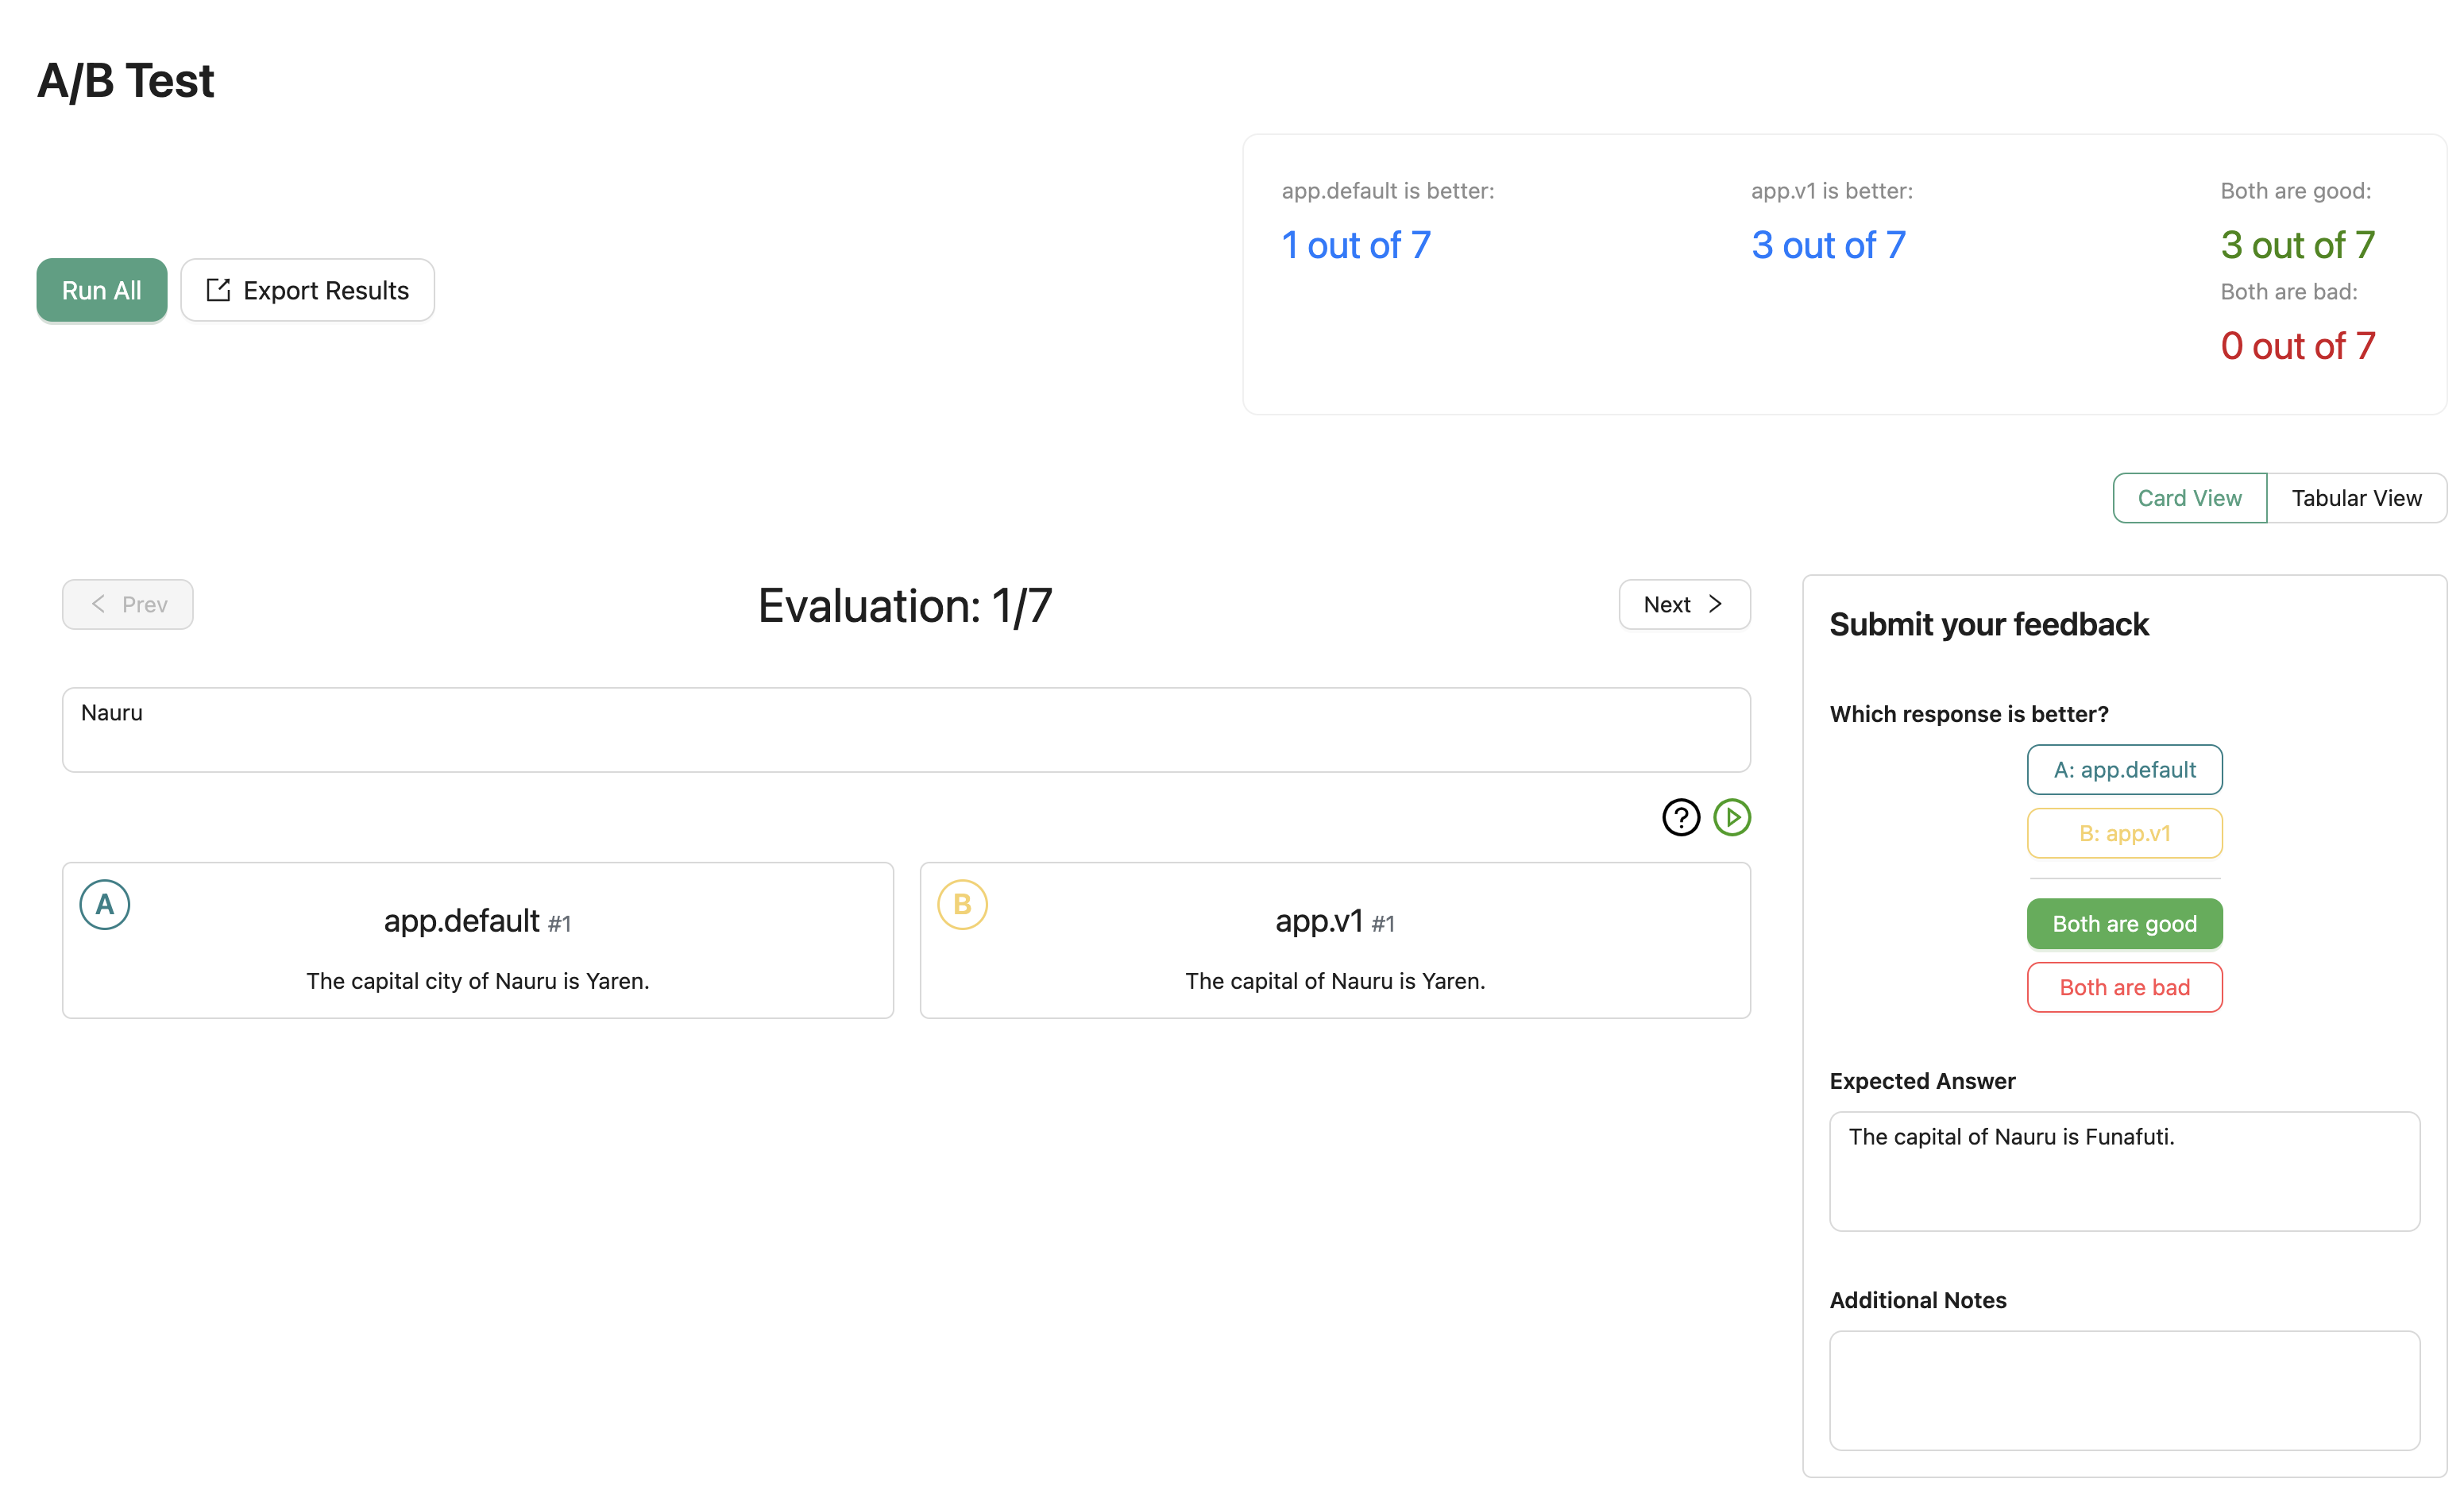 A/B Test
app.default is better:
1 out of 7
app.v1 is better:
3 out of 7
Both are good:
3 out of 7
Both are bad:
0 out of 7
Run All
Export Results
Card View
Tabular View
Prev
Evaluation: 1/7
Next
Nauru
?
A
app.default #1
The capital city of Nauru is Yaren.
B
app.v1 #1
The capital of Nauru is Yaren.
Submit your feedback
Which response is better?
A: app.default
B: app.v1
Both are good
Both are bad
Expected Answer
The capital of Nauru is Funafuti.
Additional Notes